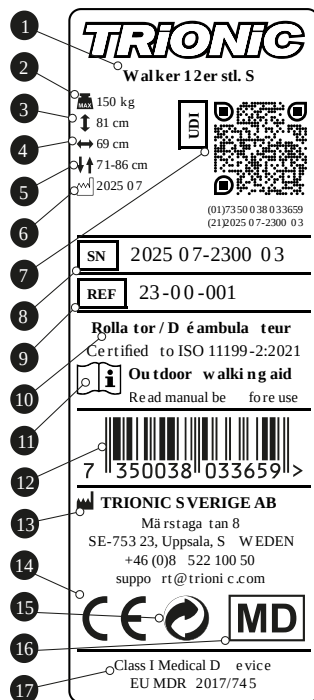 1
TRiONiC
Walker 12er stl. S
2
MAX 150 kg
3
81 cm
4
69 cm
5
71-86 cm
6
2025 07
UDI
7
(01)7350038033659
(21)2025 07-2300 03
8
SN 2025 07-2300 03
9
REF 23-00-001
10
Rollator/Déambulateur
Certified to ISO 11199-2:2021
11
Outdoor walking aid
Read manual before use
12
7 350038 033659 >
13
TRIONIC SVERIGE AB
Märstagatan 8
SE-753 23, Uppsala, SWEDEN
+46 (0)8 522 100 50
support@trionic.com
14
CE
15
16
MD
17
Class I Medical Device
EU MDR 2017/745